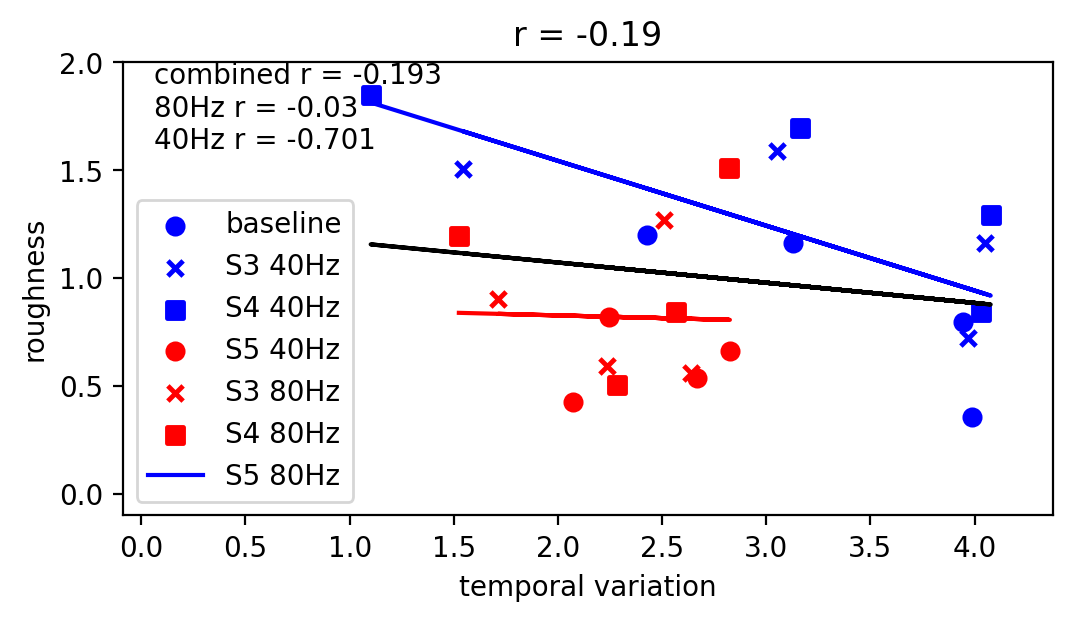 r = -0.19
combined r = -0.193
80Hz r = -0.03
40Hz r = -0.701
baseline
S3 40Hz
S4 40Hz
S5 40Hz
S3 80Hz
S4 80Hz
S5 80Hz
roughness
2.0
1.5
1.0
0.5
0.0
0.0 0.5 1.0 1.5 2.0 2.5 3.0 3.5 4.0
temporal variation